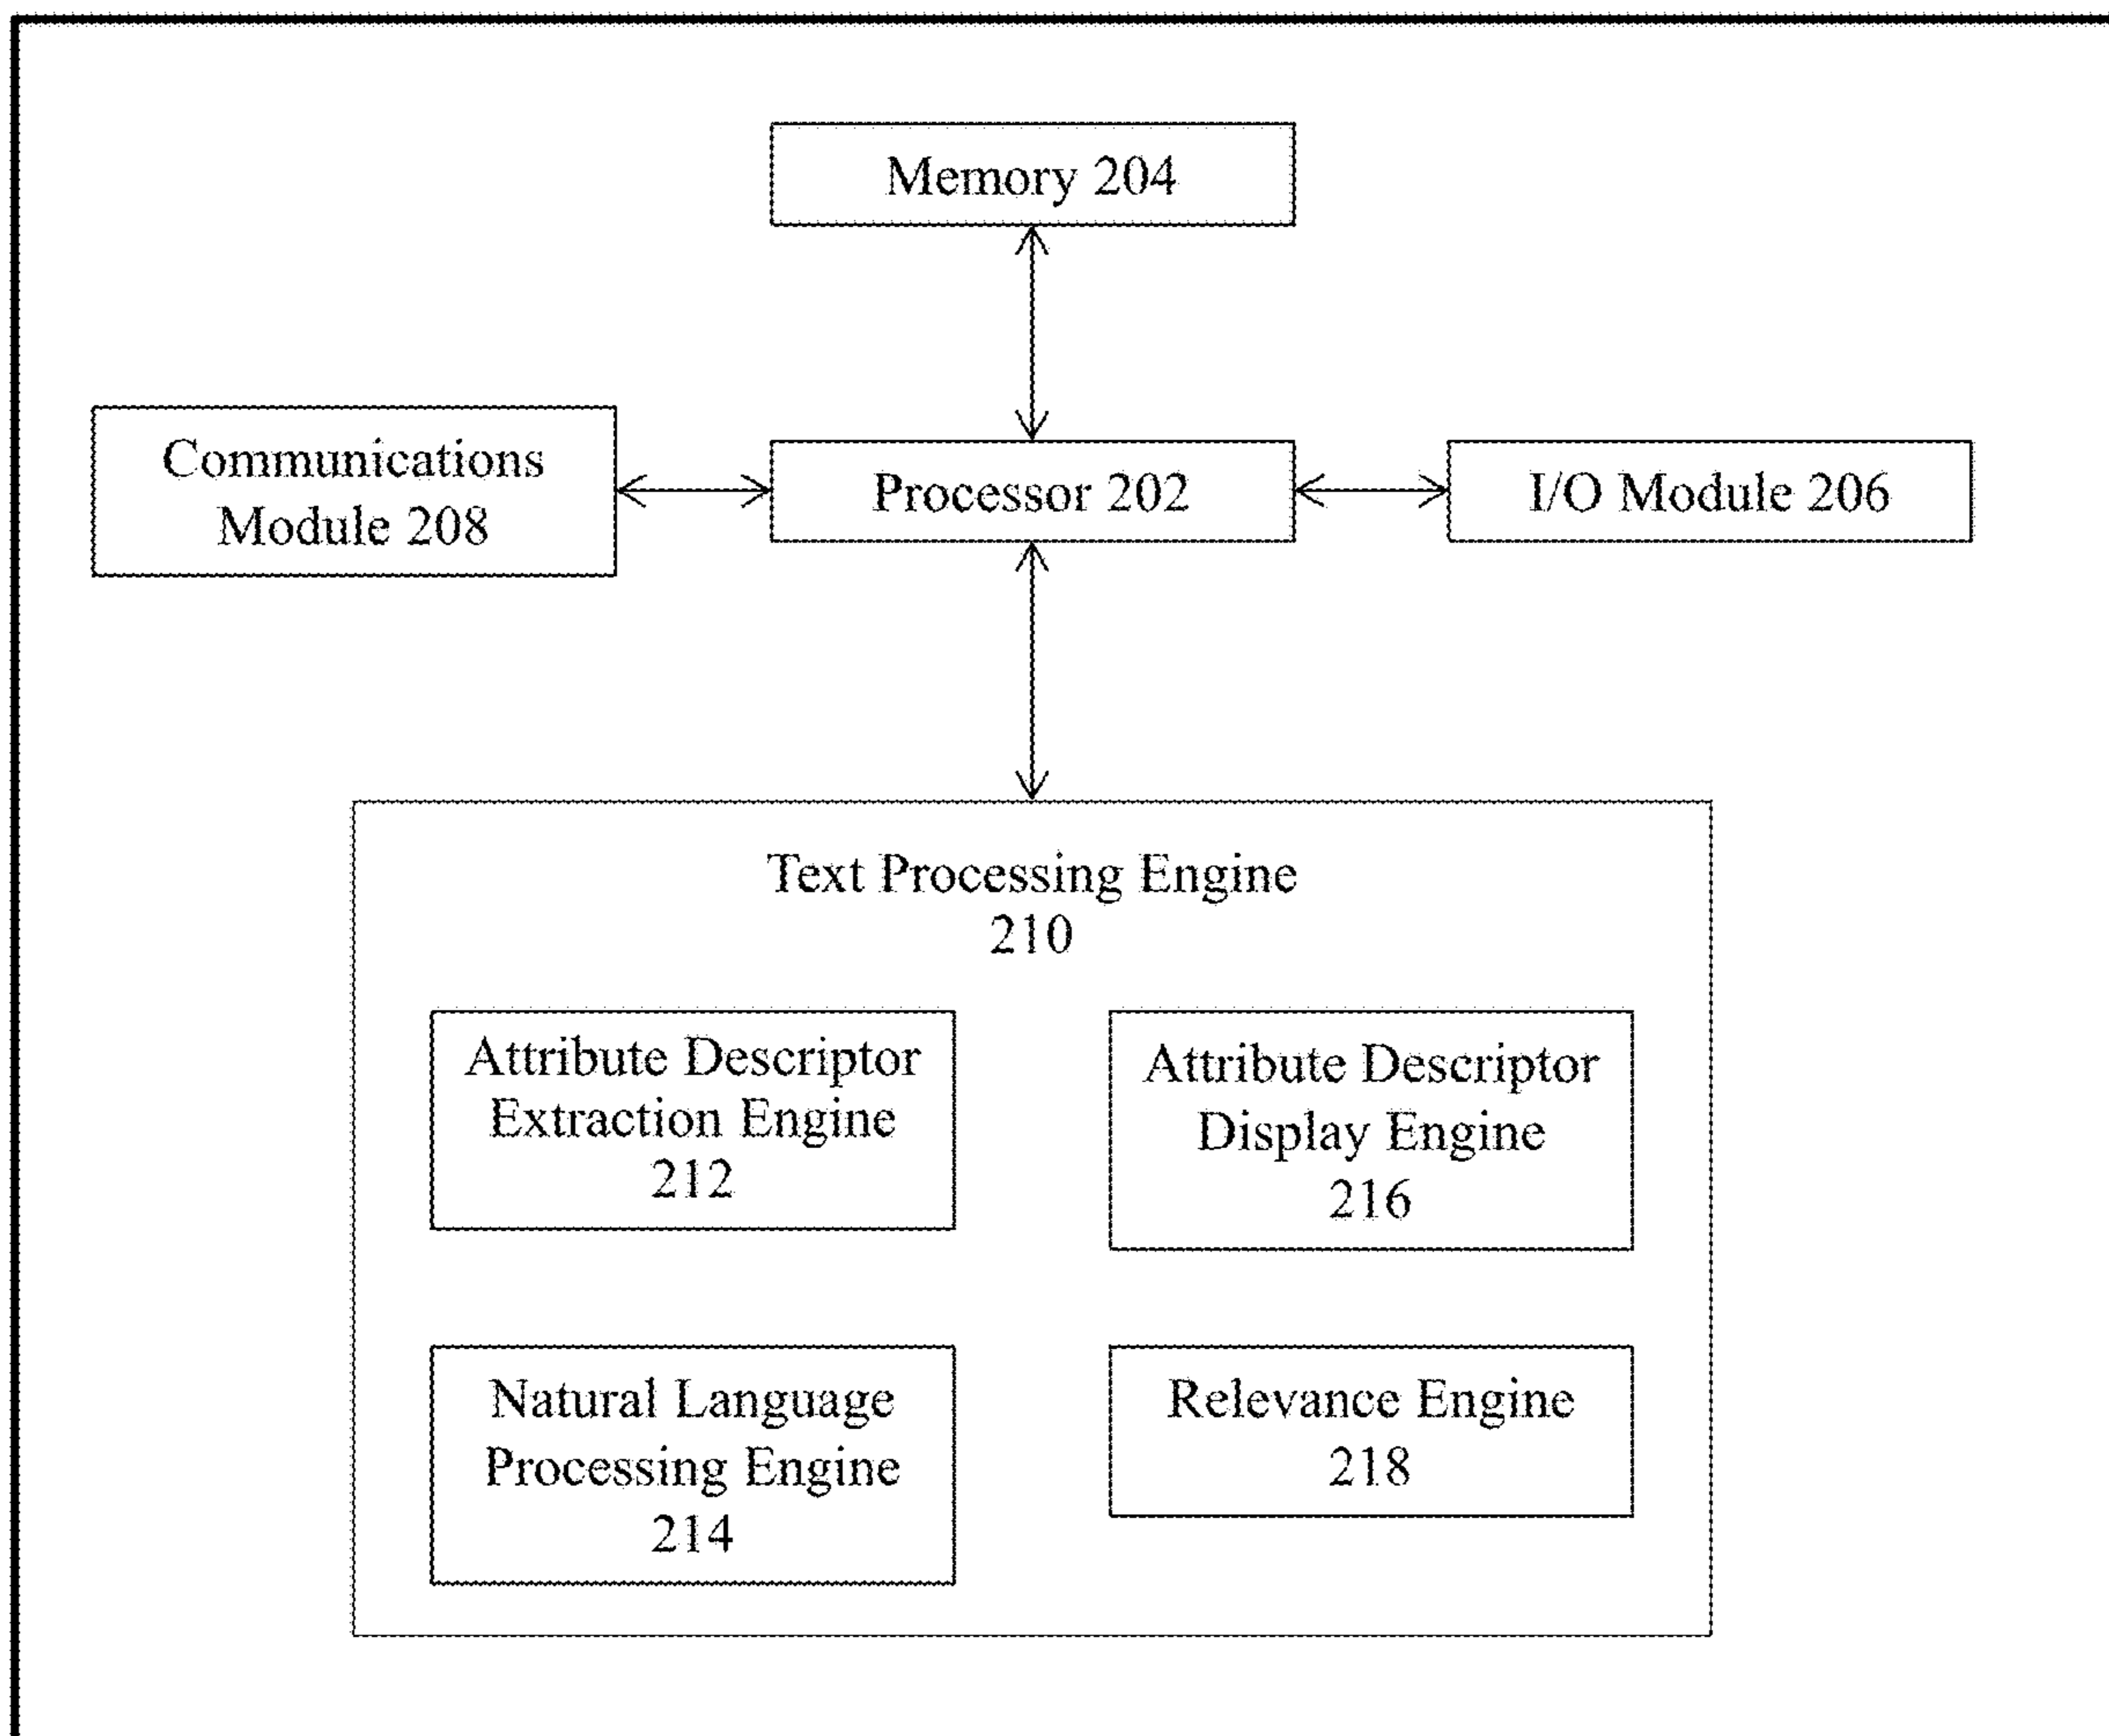 Memory 204
Communications
Module 208
Processor 202
I/O Module 206
Text Processing Engine
210
Attribute Descriptor
Extraction Engine
212
Attribute Descriptor
Display Engine
216
Natural Language
Processing Engine
214
Relevance Engine
218